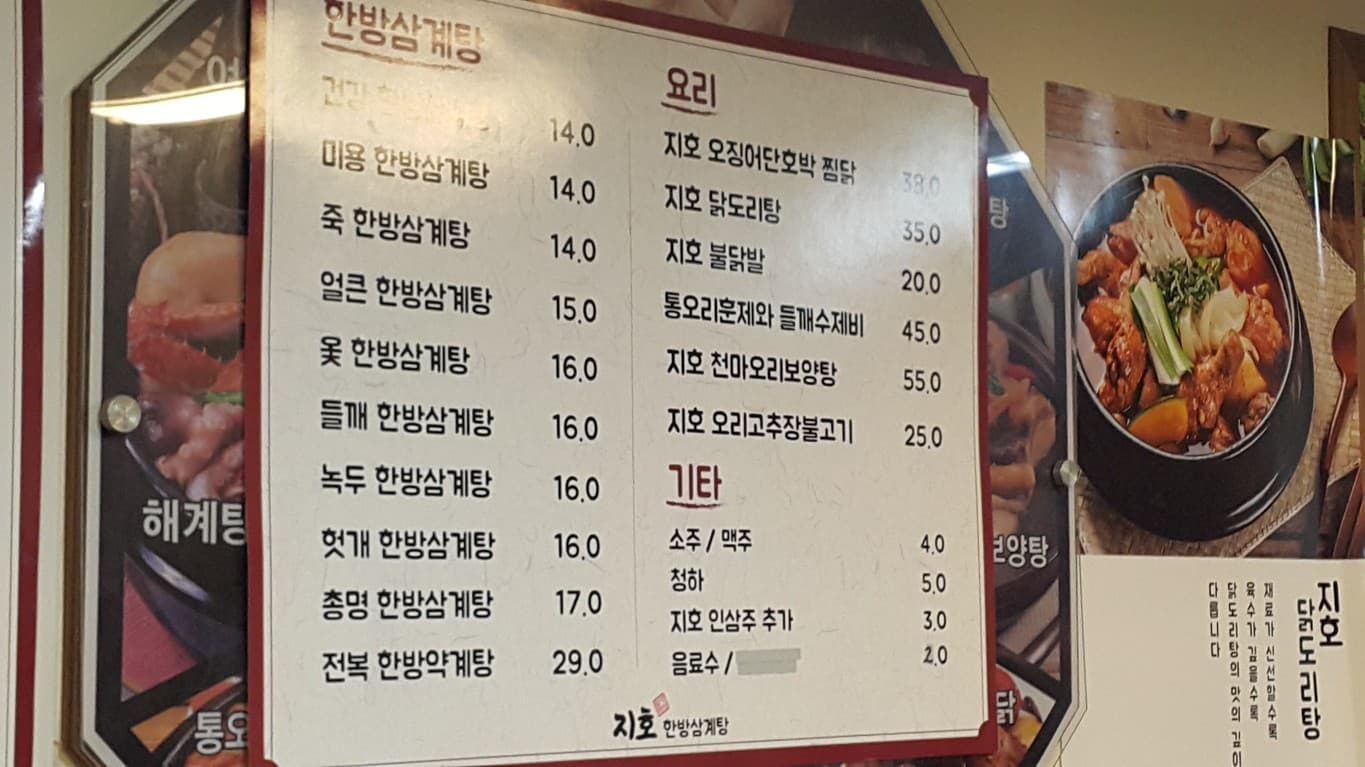 한방삼계탕
건강 14.0
미용 한방삼계탕 14.0
죽 한방삼계탕 14.0
얼큰 한방삼계탕 15.0
옻 한방삼계탕 16.0
들깨 한방삼계탕 16.0
녹두 한방삼계탕 16.0
헛개 한방삼계탕 16.0
총명 한방삼계탕 17.0
전복 한방약계탕 29.0
요리
지호 오징어단호박 찜닭 38.0
지호 닭도리탕 35.0
지호 불닭발 20.0
통오리훈제와 들깨수제비 45.0
지호 천마오리보양탕 55.0
지호 오리고추장불고기 25.0
기타
소주 / 맥주 4.0
청하 5.0
지호 인삼주 추가 3.0
음료수 / 2.0
지호 한방삼계탕
해계탕
통오
탕
보양탕
닭
지호
닭도리탕
재료가 신선할수록
육수가 깊을수록
닭도리탕의 맛의 깊이
다릅니다